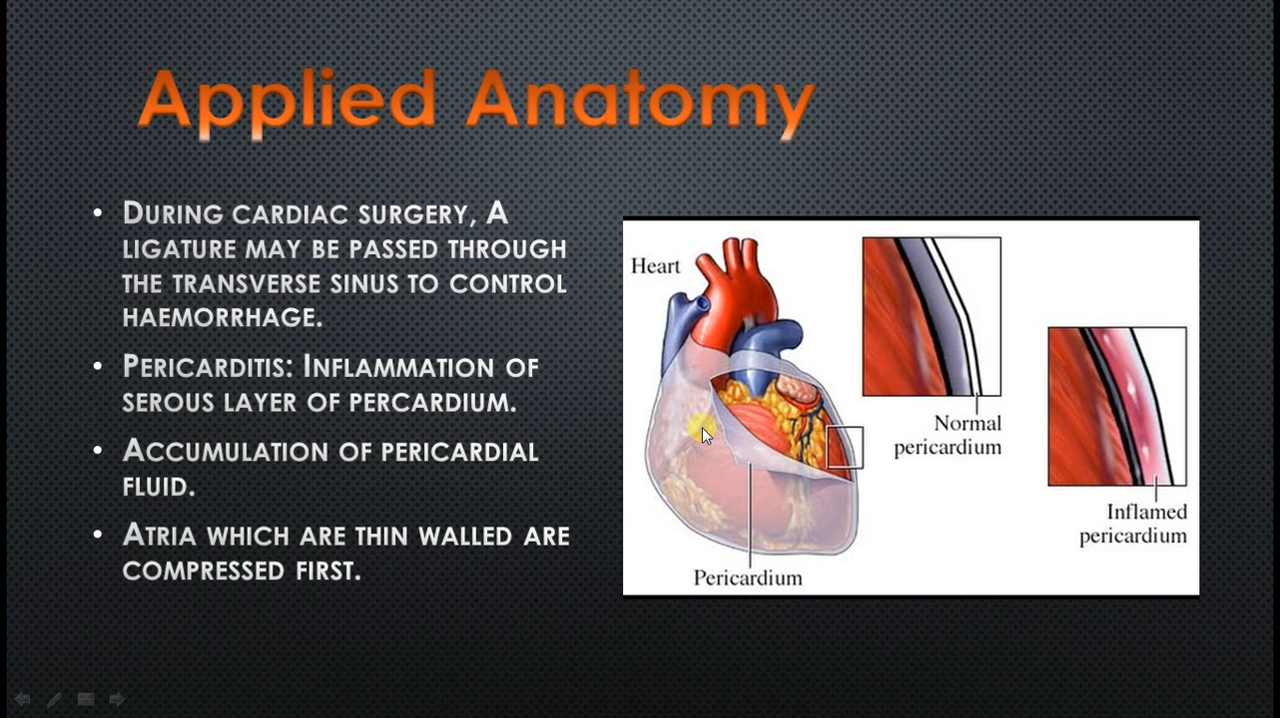 Applied Anatomy
• DURING CARDIAC SURGERY, A
LIGATURE MAY BE PASSED THROUGH
THE TRANSVERSE SINUS TO CONTROL
HAEMORRHAGE.
• PERICARDITIS: INFLAMMATION OF
SEROUS LAYER OF PERCARDIUM.
• ACCUMULATION OF PERICARDIAL
FLUID.
• ATRIA WHICH ARE THIN WALLED ARE
COMPRESSED FIRST.
Heart
Normal
pericardium
Inflamed
pericardium
Pericardium